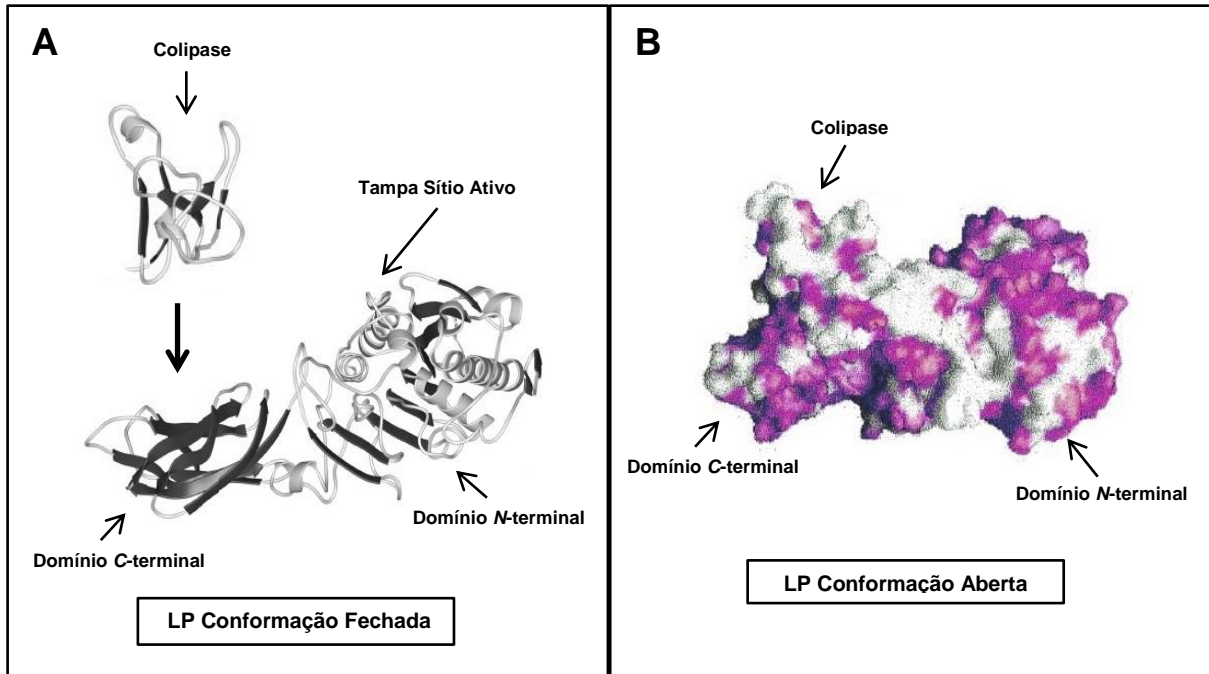 A
Colipase
Tampa Sítio Ativo
Domínio N-terminal
Domínio C-terminal
LP Conformação Fechada
B
Colipase
Domínio C-terminal
Domínio N-terminal
LP Conformação Aberta